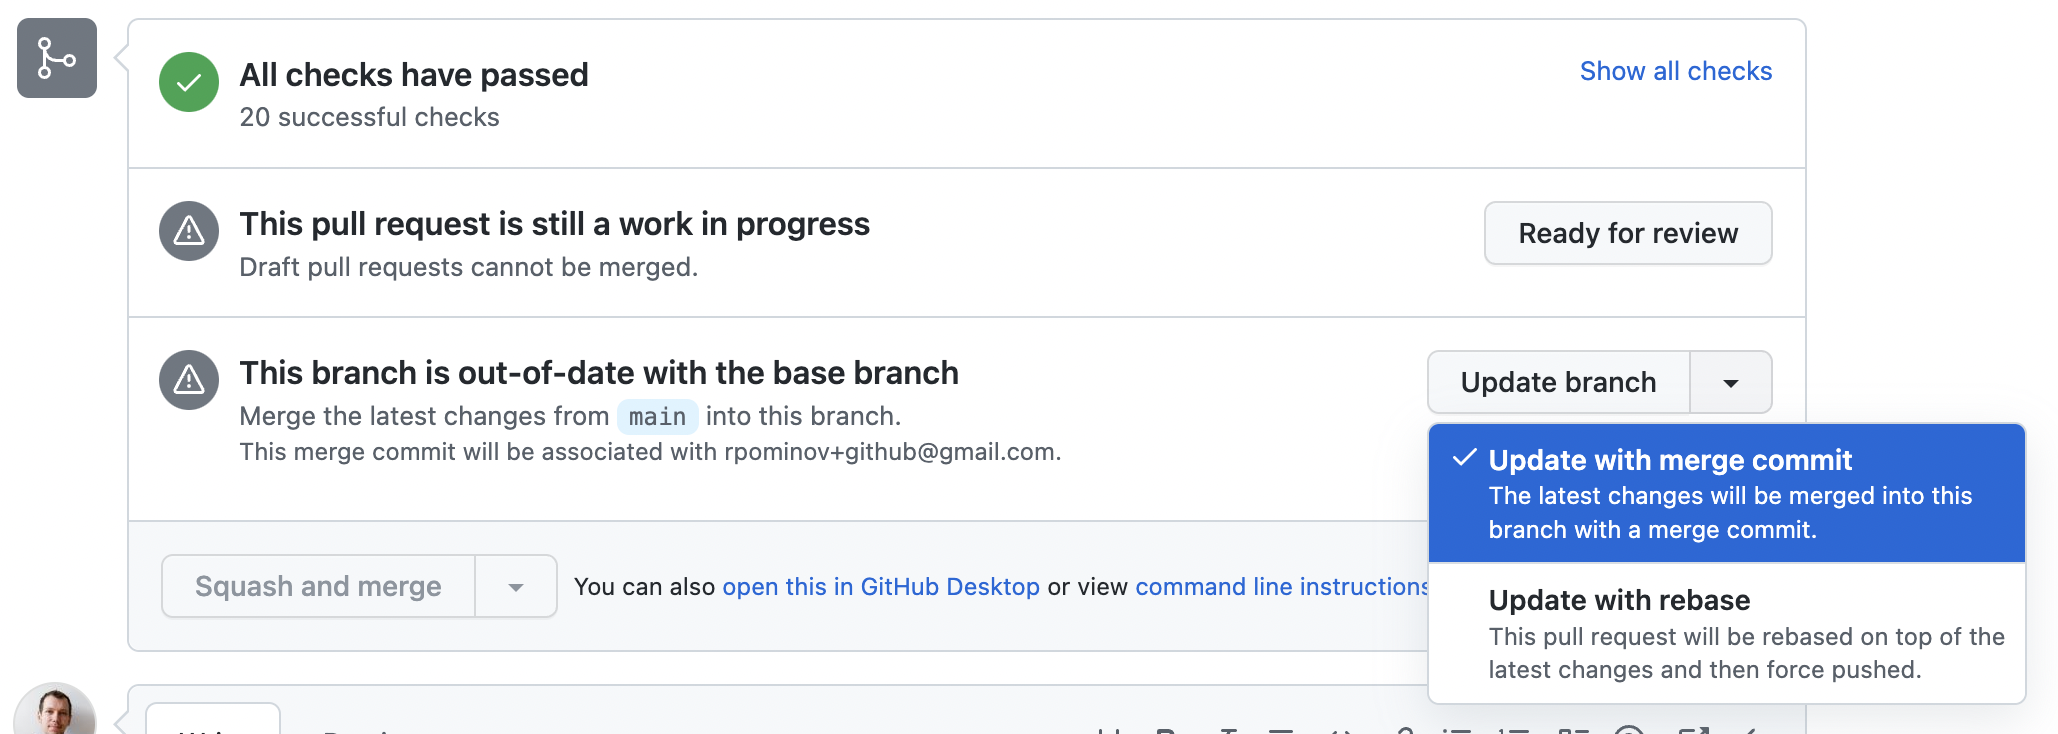 All checks have passed
Show all checks
20 successful checks
This pull request is still a work in progress
Ready for review
Draft pull requests cannot be merged.
This branch is out-of-date with the base branch
Update branch
Merge the latest changes from main into this branch.
This merge commit will be associated with rpominov+github@gmail.com.
Update with merge commit
The latest changes will be merged into this
branch with a merge commit.
Squash and merge
You can also open this in GitHub Desktop or view command line instructions
Update with rebase
This pull request will be rebased on top of the
latest changes and then force pushed.